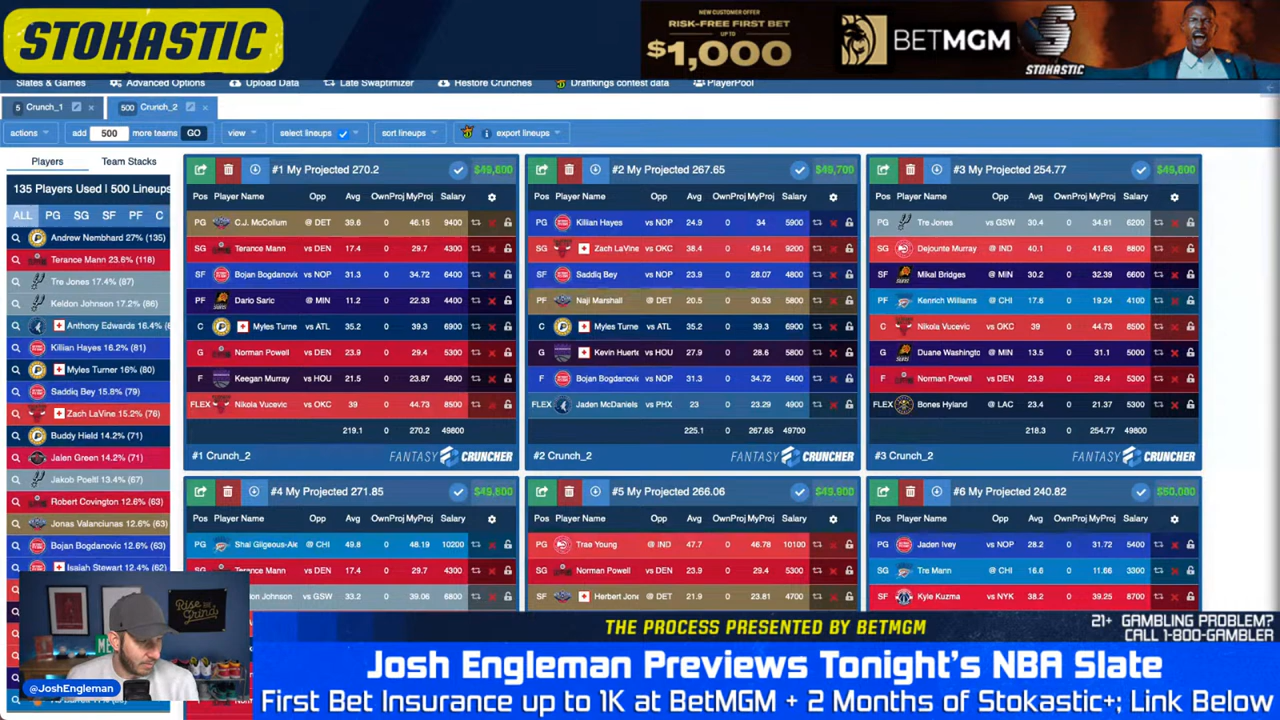 STOKASTIC
NEW CUSTOMER OFFER
RISK-FREE FIRST BET
UP TO
$1,000
BETMGM
STOKASTIC
Slates & Games Advanced Options Upload Data Late Swaptimizer Restore Crunches Draftkings contest data PlayerPool
5 Crunch_1 x 500 Crunch_2 x
actions add 500 more teams GO view select lineups sort lineups export lineups
Players Team Stacks
135 Players Used | 500 Lineups
ALL PG SG SF PF C
Andrew Nembhard 27% (135)
Terance Mann 23.6% (118)
Tre Jones 17.4% (87)
Keldon Johnson 17.2% (86)
Anthony Edwards 16.4%
Killian Hayes 16.2% (81)
Myles Turner 16% (80)
Saddiq Bey 15.8% (79)
Zach LaVine 15.2% (76)
Buddy Hield 14.2% (71)
Jalen Green 14.2% (71)
Jakob Poeltl 13.4% (67)
Robert Covington 12.6% (63)
Jonas Valanciunas 12.6% (63)
Bojan Bogdanovic 12.6% (63)
Isaiah Stewart 12.4% (62)
#1 My Projected 270.2 $49,600
Pos Player Name Opp Avg OwnProj MyProj Salary
PG C.J. McCollum @ DET 39.6 0 46.15 9400
SG Terance Mann vs DEN 17.4 0 29.7 4300
SF Bojan Bogdanovic vs NOP 31.3 0 34.72 6400
PF Dario Saric @ MIN 11.2 0 22.33 4400
C Myles Turne vs ATL 35.2 0 39.3 6900
G Norman Powell vs DEN 23.9 0 29.4 5300
F Keegan Murray vs HOU 21.5 0 23.87 4600
FLEX Nikola Vucevic vs OKC 39 0 44.73 8500
219.1 0 270.2 49800
#1 Crunch_2 FANTASY CRUNCHER
#2 My Projected 267.65 $49,700
Pos Player Name Opp Avg OwnProj MyProj Salary
PG Killian Hayes vs NOP 24.9 0 34 5900
SG Zach LaVine vs OKC 38.4 0 49.14 9200
SF Saddiq Bey vs NOP 23.9 0 28.07 4800
PF Naji Marshall @ DET 20.5 0 30.53 5800
C Myles Turne vs ATL 35.2 0 39.3 6900
G Kevin Huerte vs HOU 27.9 0 28.6 5800
F Bojan Bogdanovic vs NOP 31.3 0 34.72 6400
FLEX Jaden McDaniels vs PHX 23 0 23.29 4900
225.1 0 267.65 49700
#2 Crunch_2 FANTASY CRUNCHER
#3 My Projected 254.77 $49,800
Pos Player Name Opp Avg OwnProj MyProj Salary
PG Tre Jones vs GSW 30.4 0 34.91 6200
SG Dejounte Murray @ IND 40.1 0 41.63 8800
SF Mikal Bridges @ MIN 30.2 0 32.39 6600
PF Kenrich Williams @ CHI 17.6 0 19.24 4100
C Nikola Vucevic vs OKC 39 0 44.73 8500
G Duane Washingto @ MIN 13.5 0 31.1 5000
F Norman Powell vs DEN 23.9 0 29.4 5300
FLEX Bones Hyland @ LAC 23.4 0 21.37 5300
218.3 0 254.77 49800
#3 Crunch_2 FANTASY CRUNCHER
#4 My Projected 271.85
Pos Player Name Opp Avg OwnProj MyProj Salary
PG Shai Gilgeous-Ale @ CHI 49.8 0 48.19 10200
SG Terance Mann vs DEN 17.4 0 29.7 4300
on Johnson vs GSW 33.2 0 39.06 6800
#5 My Projected 266.06 $49,900
Pos Player Name Opp Avg OwnProj MyProj Salary
PG Trae Young @ IND 47.7 0 46.78 10100
SG Norman Powell vs DEN 23.9 0 29.4 5300
SF Herbert Jone @ DET 21.9 0 23.81 4700
#6 My Projected 240.82 $50,000
Pos Player Name Opp Avg OwnProj MyProj Salary
PG Jaden Ivey vs NOP 28.2 0 31.72 5400
SG Tre Mann @ CHI 16.6 0 11.66 3300
SF Kyle Kuzma vs NYK 38.2 0 39.25 8700
RISE and GRIND
@JoshEngleman
THE PROCESS PRESENTED BY BETMGM
21+ GAMBLING PROBLEM?
CALL 1-800-GAMBLER
Josh Engleman Previews Tonight's NBA Slate
First Bet Insurance up to 1K at BetMGM + 2 Months of Stokastic+; Link Below